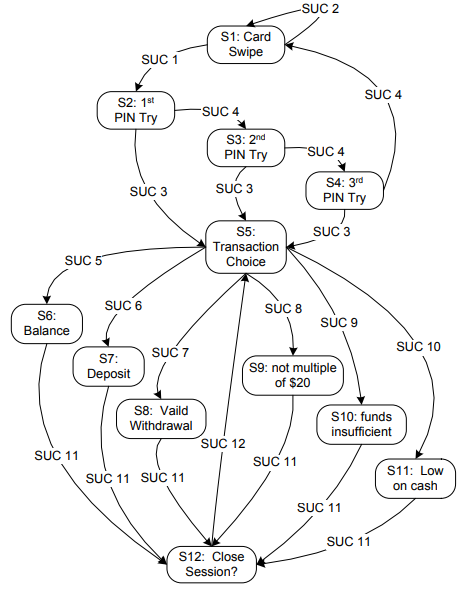 SUC 2
S1: Card
Swipe
SUC 1
SUC 4
S2: 1st
PIN Try
SUC 4
S3: 2nd
PIN Try
SUC 4
S4: 3rd
PIN Try
SUC 3
SUC 3
SUC 3
S5:
Transaction
Choice
SUC 5
SUC 6
SUC 8
SUC 9
S6:
Balance
SUC 7
SUC 10
S7:
Deposit
S9: not multiple
of $20
S8: Vaild
Withdrawal
S10: funds
insufficient
SUC 12
SUC 11
SUC 11
SUC 11
SUC 11
S11: Low
on cash
SUC 11
SUC 11
S12: Close
Session?